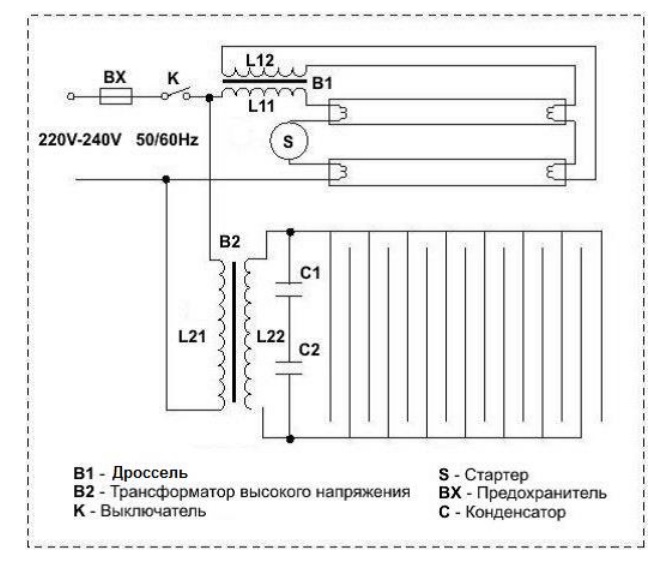 L12
BX K B1
L11
220V-240V 50/60Hz S
B2
C1
L21 L22
C2
B1 - Дроссель
B2 - Трансформатор высокого напряжения
K - Выключатель
S - Стартер
BX - Предохранитель
C - Конденсатор